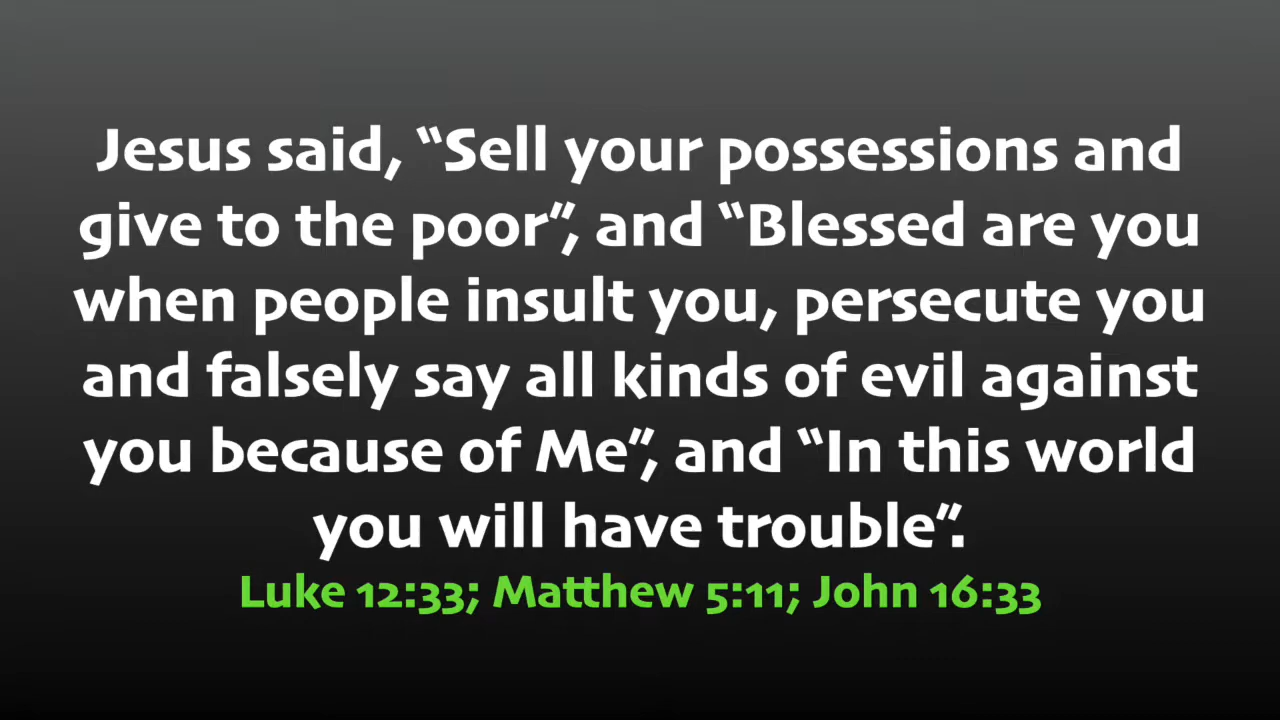 Jesus said, “Sell your possessions and
give to the poor”, and “Blessed are you
when people insult you, persecute you
and falsely say all kinds of evil against
you because of Me”, and “In this world
you will have trouble”.
Luke 12:33; Matthew 5:11; John 16:33